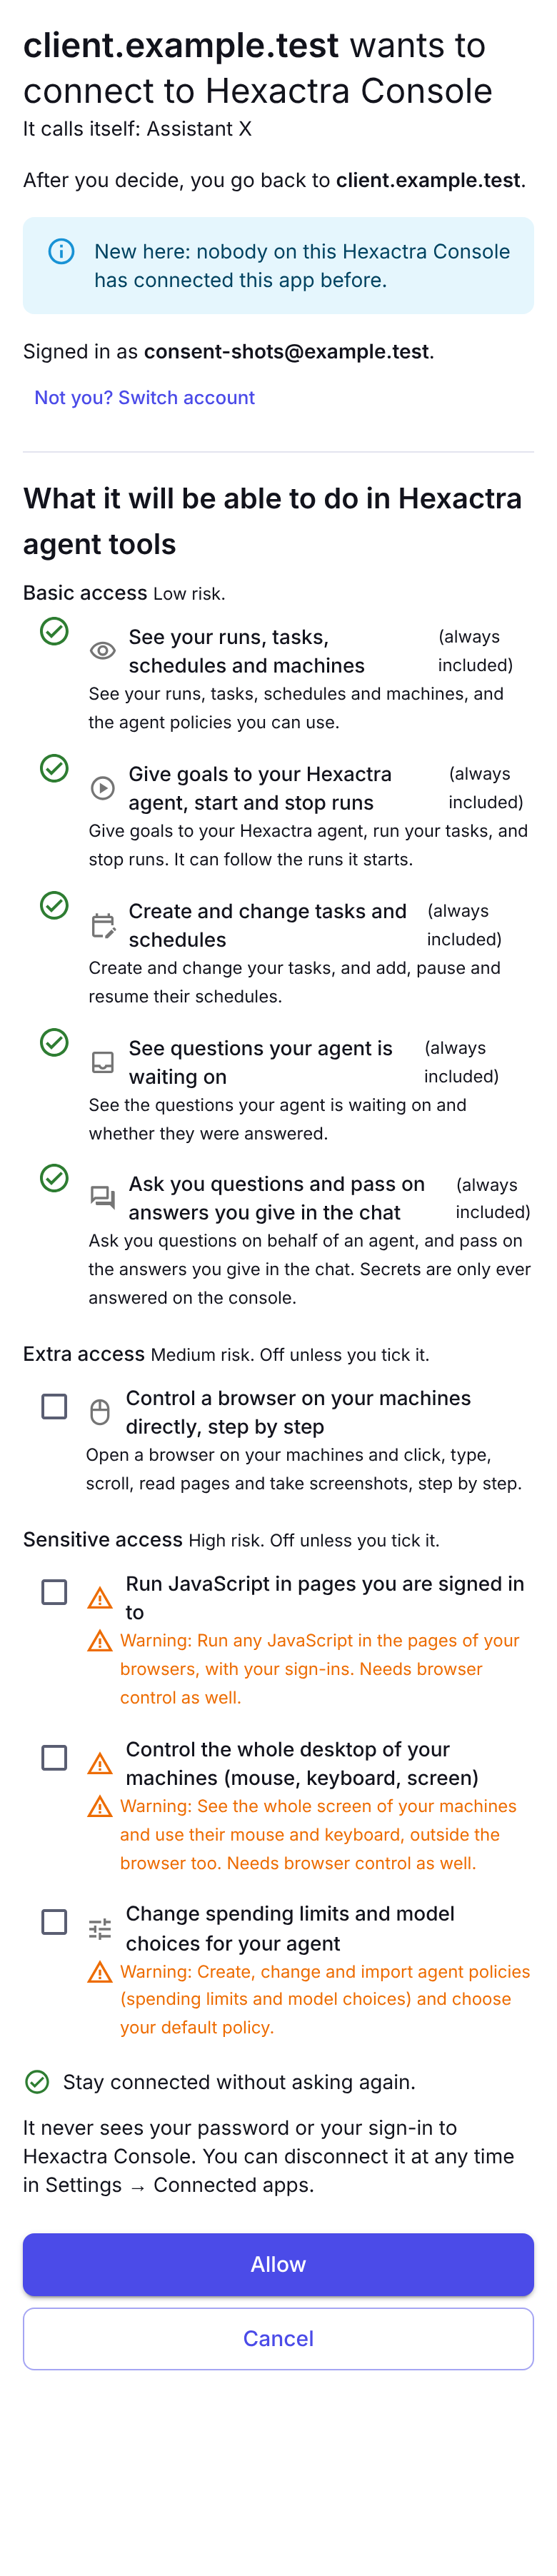 client.example.test wants to
connect to Hexactra Console
It calls itself: Assistant X
After you decide, you go back to client.example.test.
New here: nobody on this Hexactra Console
has connected this app before.
Signed in as consent-shots@example.test.
Not you? Switch account
What it will be able to do in Hexactra
agent tools
Basic access Low risk.
See your runs, tasks,
schedules and machines
(always
included)
See your runs, tasks, schedules and machines, and
the agent policies you can use.
Give goals to your Hexactra
agent, start and stop runs
(always
included)
Give goals to your Hexactra agent, run your tasks, and
stop runs. It can follow the runs it starts.
Create and change tasks and
schedules
(always
included)
Create and change your tasks, and add, pause and
resume their schedules.
See questions your agent is
waiting on
(always
included)
See the questions your agent is waiting on and
whether they were answered.
Ask you questions and pass on
answers you give in the chat
(always
included)
Ask you questions on behalf of an agent, and pass on
the answers you give in the chat. Secrets are only ever
answered on the console.
Extra access Medium risk. Off unless you tick it.
Control a browser on your machines
directly, step by step
Open a browser on your machines and click, type,
scroll, read pages and take screenshots, step by step.
Sensitive access High risk. Off unless you tick it.
Run JavaScript in pages you are signed in
to
Warning: Run any JavaScript in the pages of your
browsers, with your sign-ins. Needs browser
control as well.
Control the whole desktop of your
machines (mouse, keyboard, screen)
Warning: See the whole screen of your machines
and use their mouse and keyboard, outside the
browser too. Needs browser control as well.
Change spending limits and model
choices for your agent
Warning: Create, change and import agent policies
(spending limits and model choices) and choose
your default policy.
Stay connected without asking again.
It never sees your password or your sign-in to
Hexactra Console. You can disconnect it at any time
in Settings → Connected apps.
Allow
Cancel